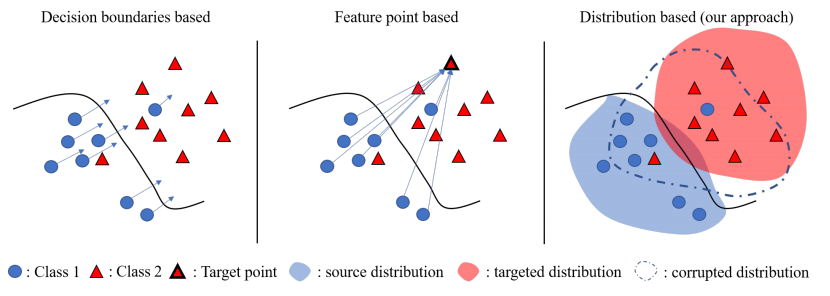 Decision boundaries based
Feature point based
Distribution based (our approach)
: Class 1 : Class 2 : Target point : source distribution : targeted distribution : corrupted distribution